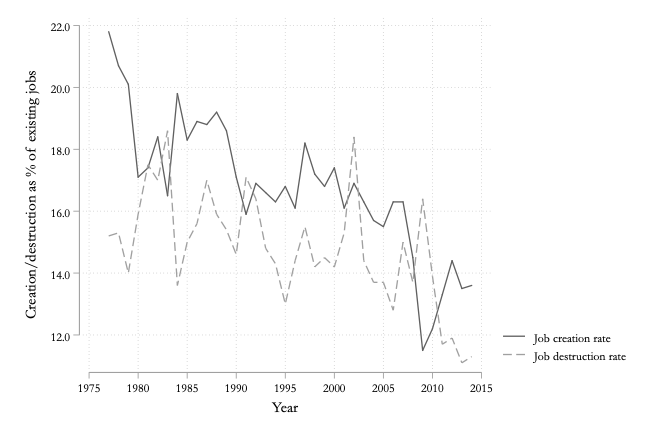 Creation/destruction as % of existing jobs
22.0
20.0
18.0
16.0
14.0
12.0
1975 1980 1985 1990 1995 2000 2005 2010 2015
Year
Job creation rate
Job destruction rate